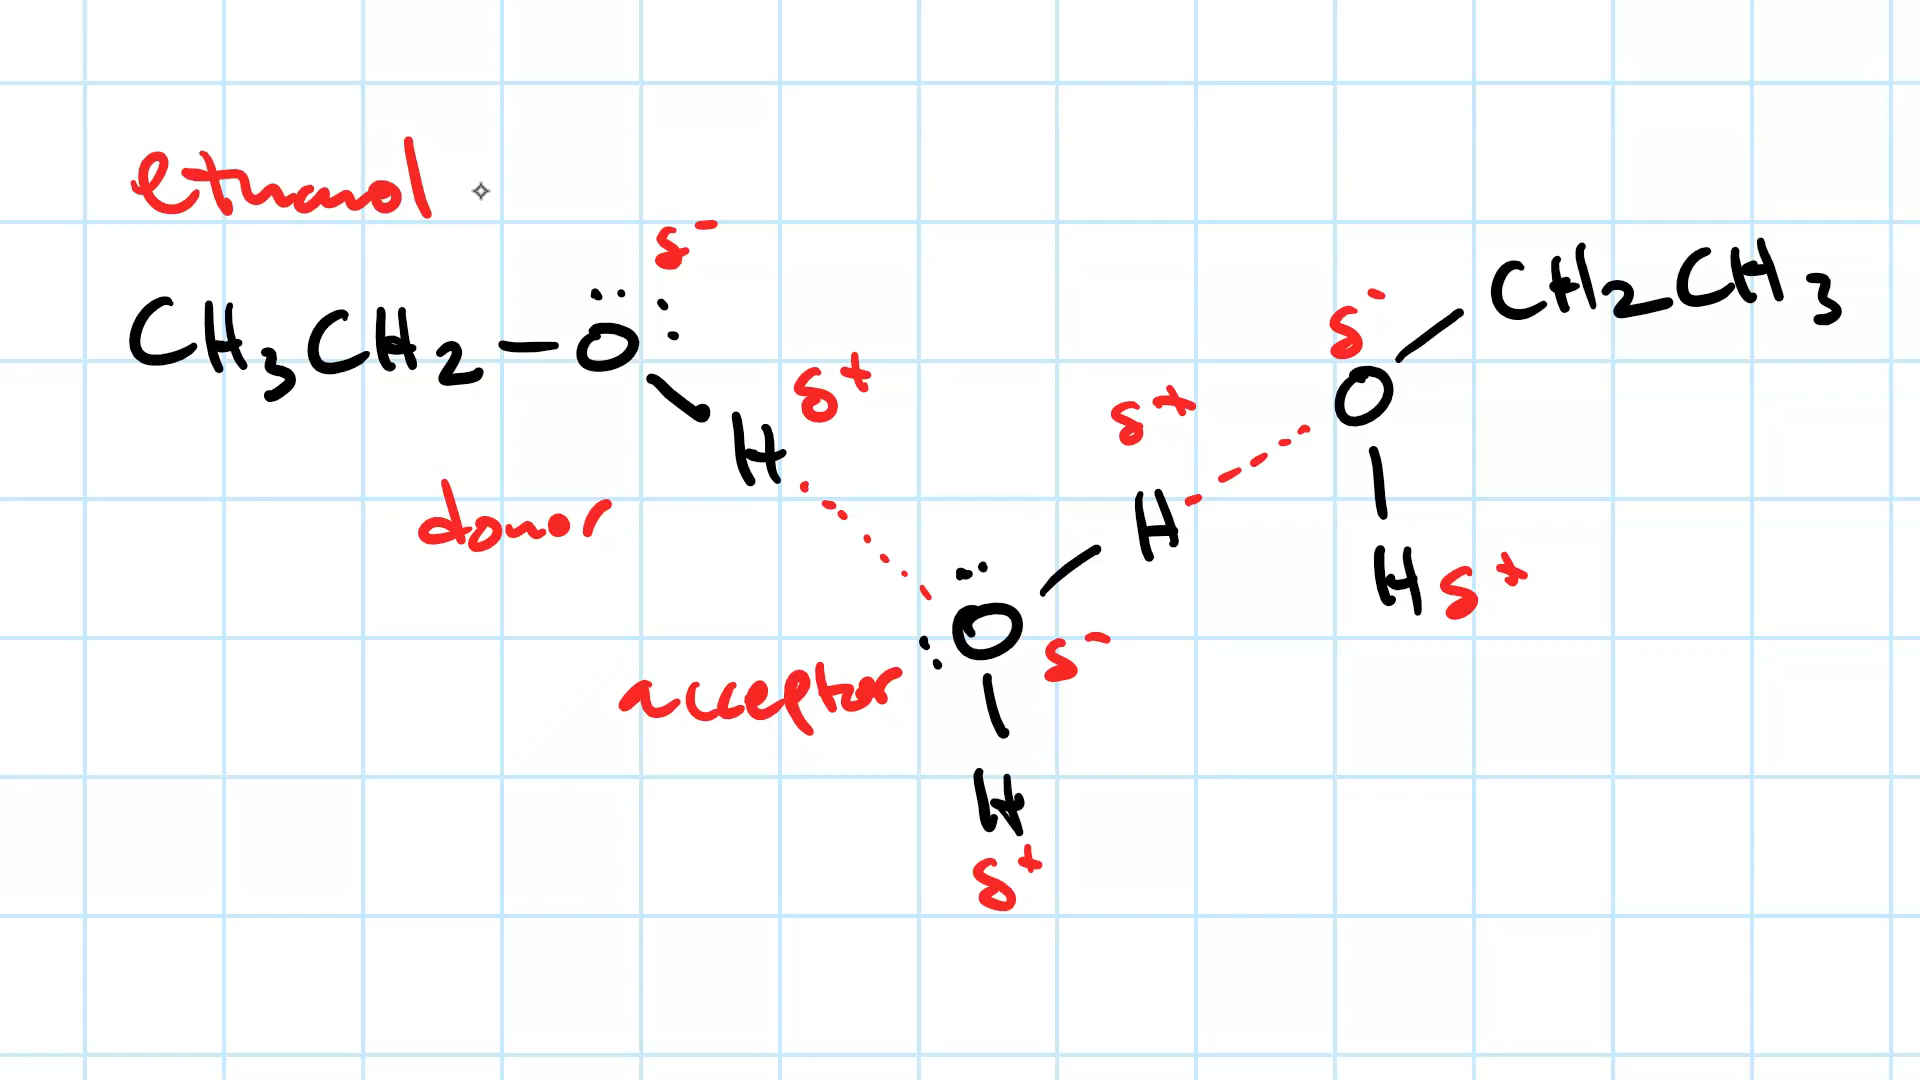 ethanol
δ-
CH3CH2-O
δ+
H
donor
δ-
CH2CH3
O
δ+
H
H δ+
O
δ-
acceptor
H
δ+